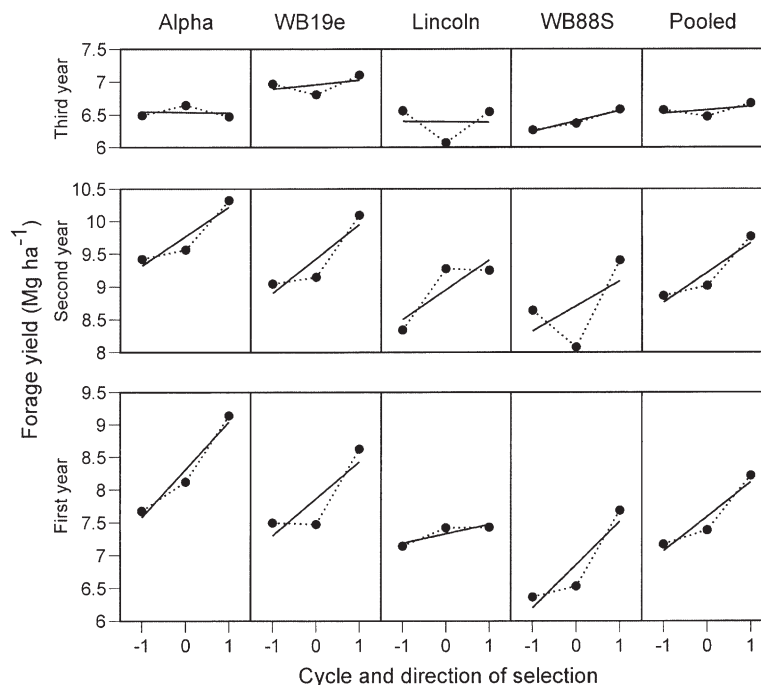 Alpha WB19e Lincoln WB88S Pooled
Third year
7.5
7
6.5
6
Forage yield (Mg ha⁻¹)
Second year
10.5
10
9.5
9
8.5
8
First year
9.5
9
8.5
8
7.5
7
6.5
6
-1 0 1 -1 0 1 -1 0 1 -1 0 1 -1 0 1
Cycle and direction of selection